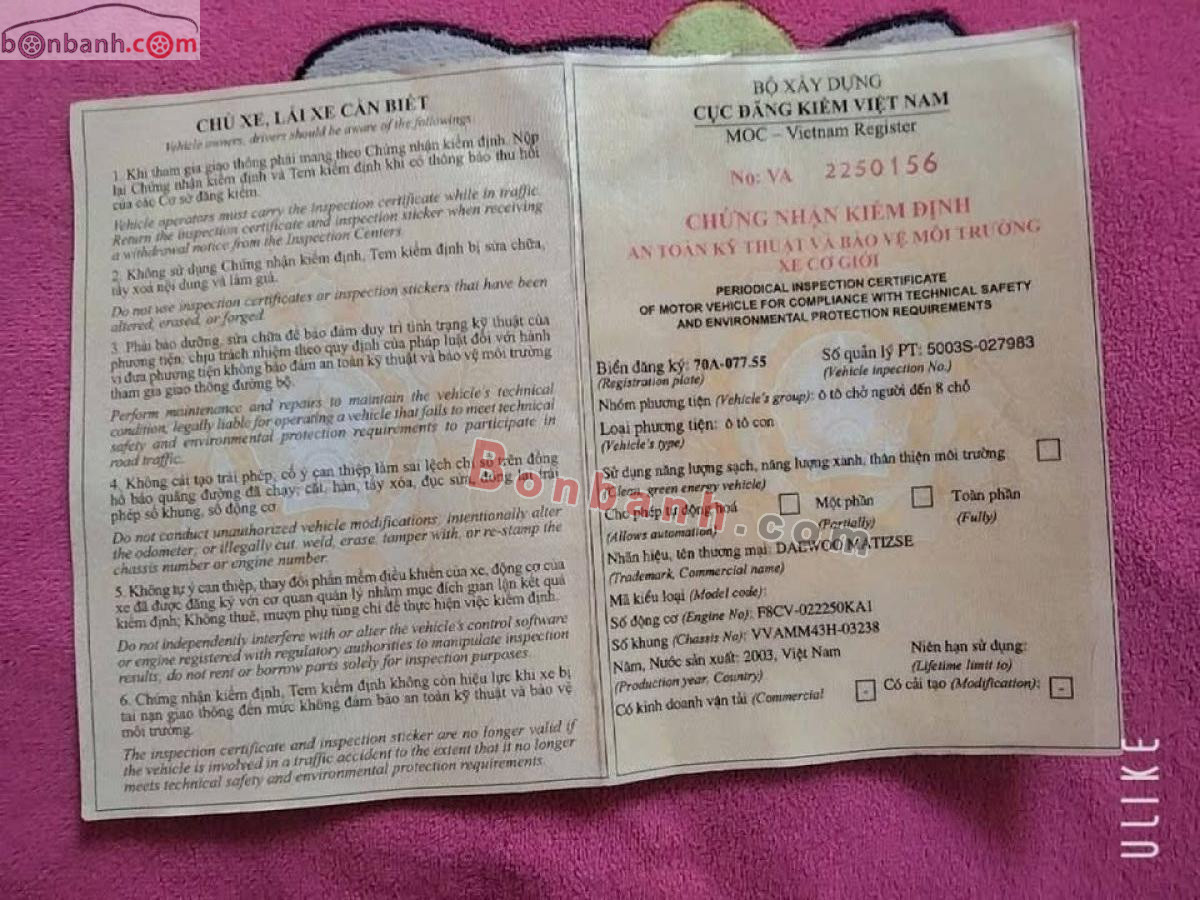 bonbanh.com
CHỦ XE, LÁI XE CẦN BIẾT
Vehicle owners, drivers should be aware of the followings
1. Khi tham gia giao thông phải mang theo Chứng nhận kiểm định. Nộp
lại Chứng nhận kiểm định và Tem kiểm định khi có thông báo thu hồi
của các Cơ sở đăng kiểm.
Vehicle operators must carry the inspection certificate while in traffic.
Return the inspection certificate and inspection sticker when receiving
a withdrawal notice from the Inspection Centers.
2. Không sử dụng Chứng nhận kiểm định, Tem kiểm định bị sửa chữa,
tẩy xoá nội dung và làm giả.
Do not use inspection certificates or inspection stickers that have been
altered, erased, or forged.
3. Phải bảo dưỡng, sửa chữa để bảo đảm duy trì tình trạng kỹ thuật của
phương tiện; chịu trách nhiệm theo quy định của pháp luật đối với hành
vi đưa phương tiện không bảo đảm an toàn kỹ thuật và bảo vệ môi trường
tham gia giao thông đường bộ.
Perform maintenance and repairs to maintain the vehicle's technical
condition, legally liable for operating a vehicle that fails to meet technical
safety and environmental protection requirements to participate in
road traffic.
4. Không cải tạo trái phép, cố ý can thiệp làm sai lệch chỉ số trên đồng
hồ báo quãng đường đã chạy; cắt, hàn, tẩy xóa, đục sửa, đóng lại trái
phép số khung, số động cơ
Do not conduct unauthorized vehicle modifications; intentionally alter
the odometer; or illegally cut, weld, erase, tamper with, or re-stamp the
chassis number or engine number.
5. Không tự ý can thiệp, thay đổi phần mềm điều khiển của xe, động cơ của
xe đã được đăng ký với cơ quan quản lý nhằm mục đích gian lận kết quả
kiểm định; Không thuê, mượn phụ tùng chỉ để thực hiện việc kiểm định.
Do not independently interfere with or alter the vehicle's control software
or engine registered with regulatory authorities to manipulate inspection
results, do not rent or borrow parts solely for inspection purposes.
6. Chứng nhận kiểm định, Tem kiểm định không còn hiệu lực khi xe bị
tai nạn giao thông đến mức không đảm bảo an toàn kỹ thuật và bảo vệ
môi trường.
The inspection certificate and inspection sticker are no longer valid if
the vehicle is involved in a traffic accident to the extent that it no longer
meets technical safety and environmental protection requirements.
BỘ XÂY DỰNG
CỤC ĐĂNG KIỂM VIỆT NAM
MOC – Vietnam Register
No: VA 2250156
CHỨNG NHẬN KIỂM ĐỊNH
AN TOÀN KỸ THUẬT VÀ BẢO VỆ MÔI TRƯỜNG
XE CƠ GIỚI
PERIODICAL INSPECTION CERTIFICATE
OF MOTOR VEHICLE FOR COMPLIANCE WITH TECHNICAL SAFETY
AND ENVIRONMENTAL PROTECTION REQUIREMENTS
Biển đăng ký: 70A-077.55 Số quản lý PT: 5003S-027983
(Registration plate) (Vehicle inpection No.)
Nhóm phương tiện (Vehicle's group): ô tô chở người đến 8 chỗ
Loại phương tiện: ô tô con
(Vehicle's type)
Sử dụng năng lượng sạch, năng lượng xanh, thân thiện môi trường
(Clean, green energy vehicle)
Cho phép tự động hoá Một phần Toàn phần
(Allows automation) (Partially) (Fully)
Nhãn hiệu, tên thương mại: DAEWOO MATIZSE
(Trademark, Commercial name)
Mã kiểu loại (Model code):
Số động cơ (Engine No): F8CV-022250KA1
Số khung (Chassis No): VVAMM43H-03238
Năm, Nước sản xuất: 2003, Việt Nam Niên hạn sử dụng:
(Production year, Country) (Lifetime limit to)
Có kinh doanh vận tải (Commercial - Có cải tạo (Modification): -
Bonbanh.com
ULIKE